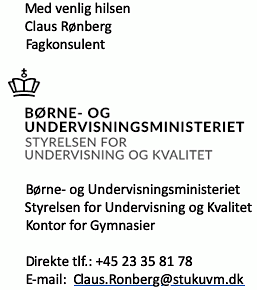 Med venlig hilsen
Claus Rønberg
Fagkonsulent
BØRNE- OG
UNDERVISNINGSMINISTERIET
STYRELSEN FOR
UNDERVISNING OG KVALITET
Børne- og Undervisningsministeriet
Styrelsen for Undervisning og Kvalitet
Kontor for Gymnasier
Direkte tlf.: +45 23 35 81 78
E-mail: Claus.Ronberg@stukuvm.dk